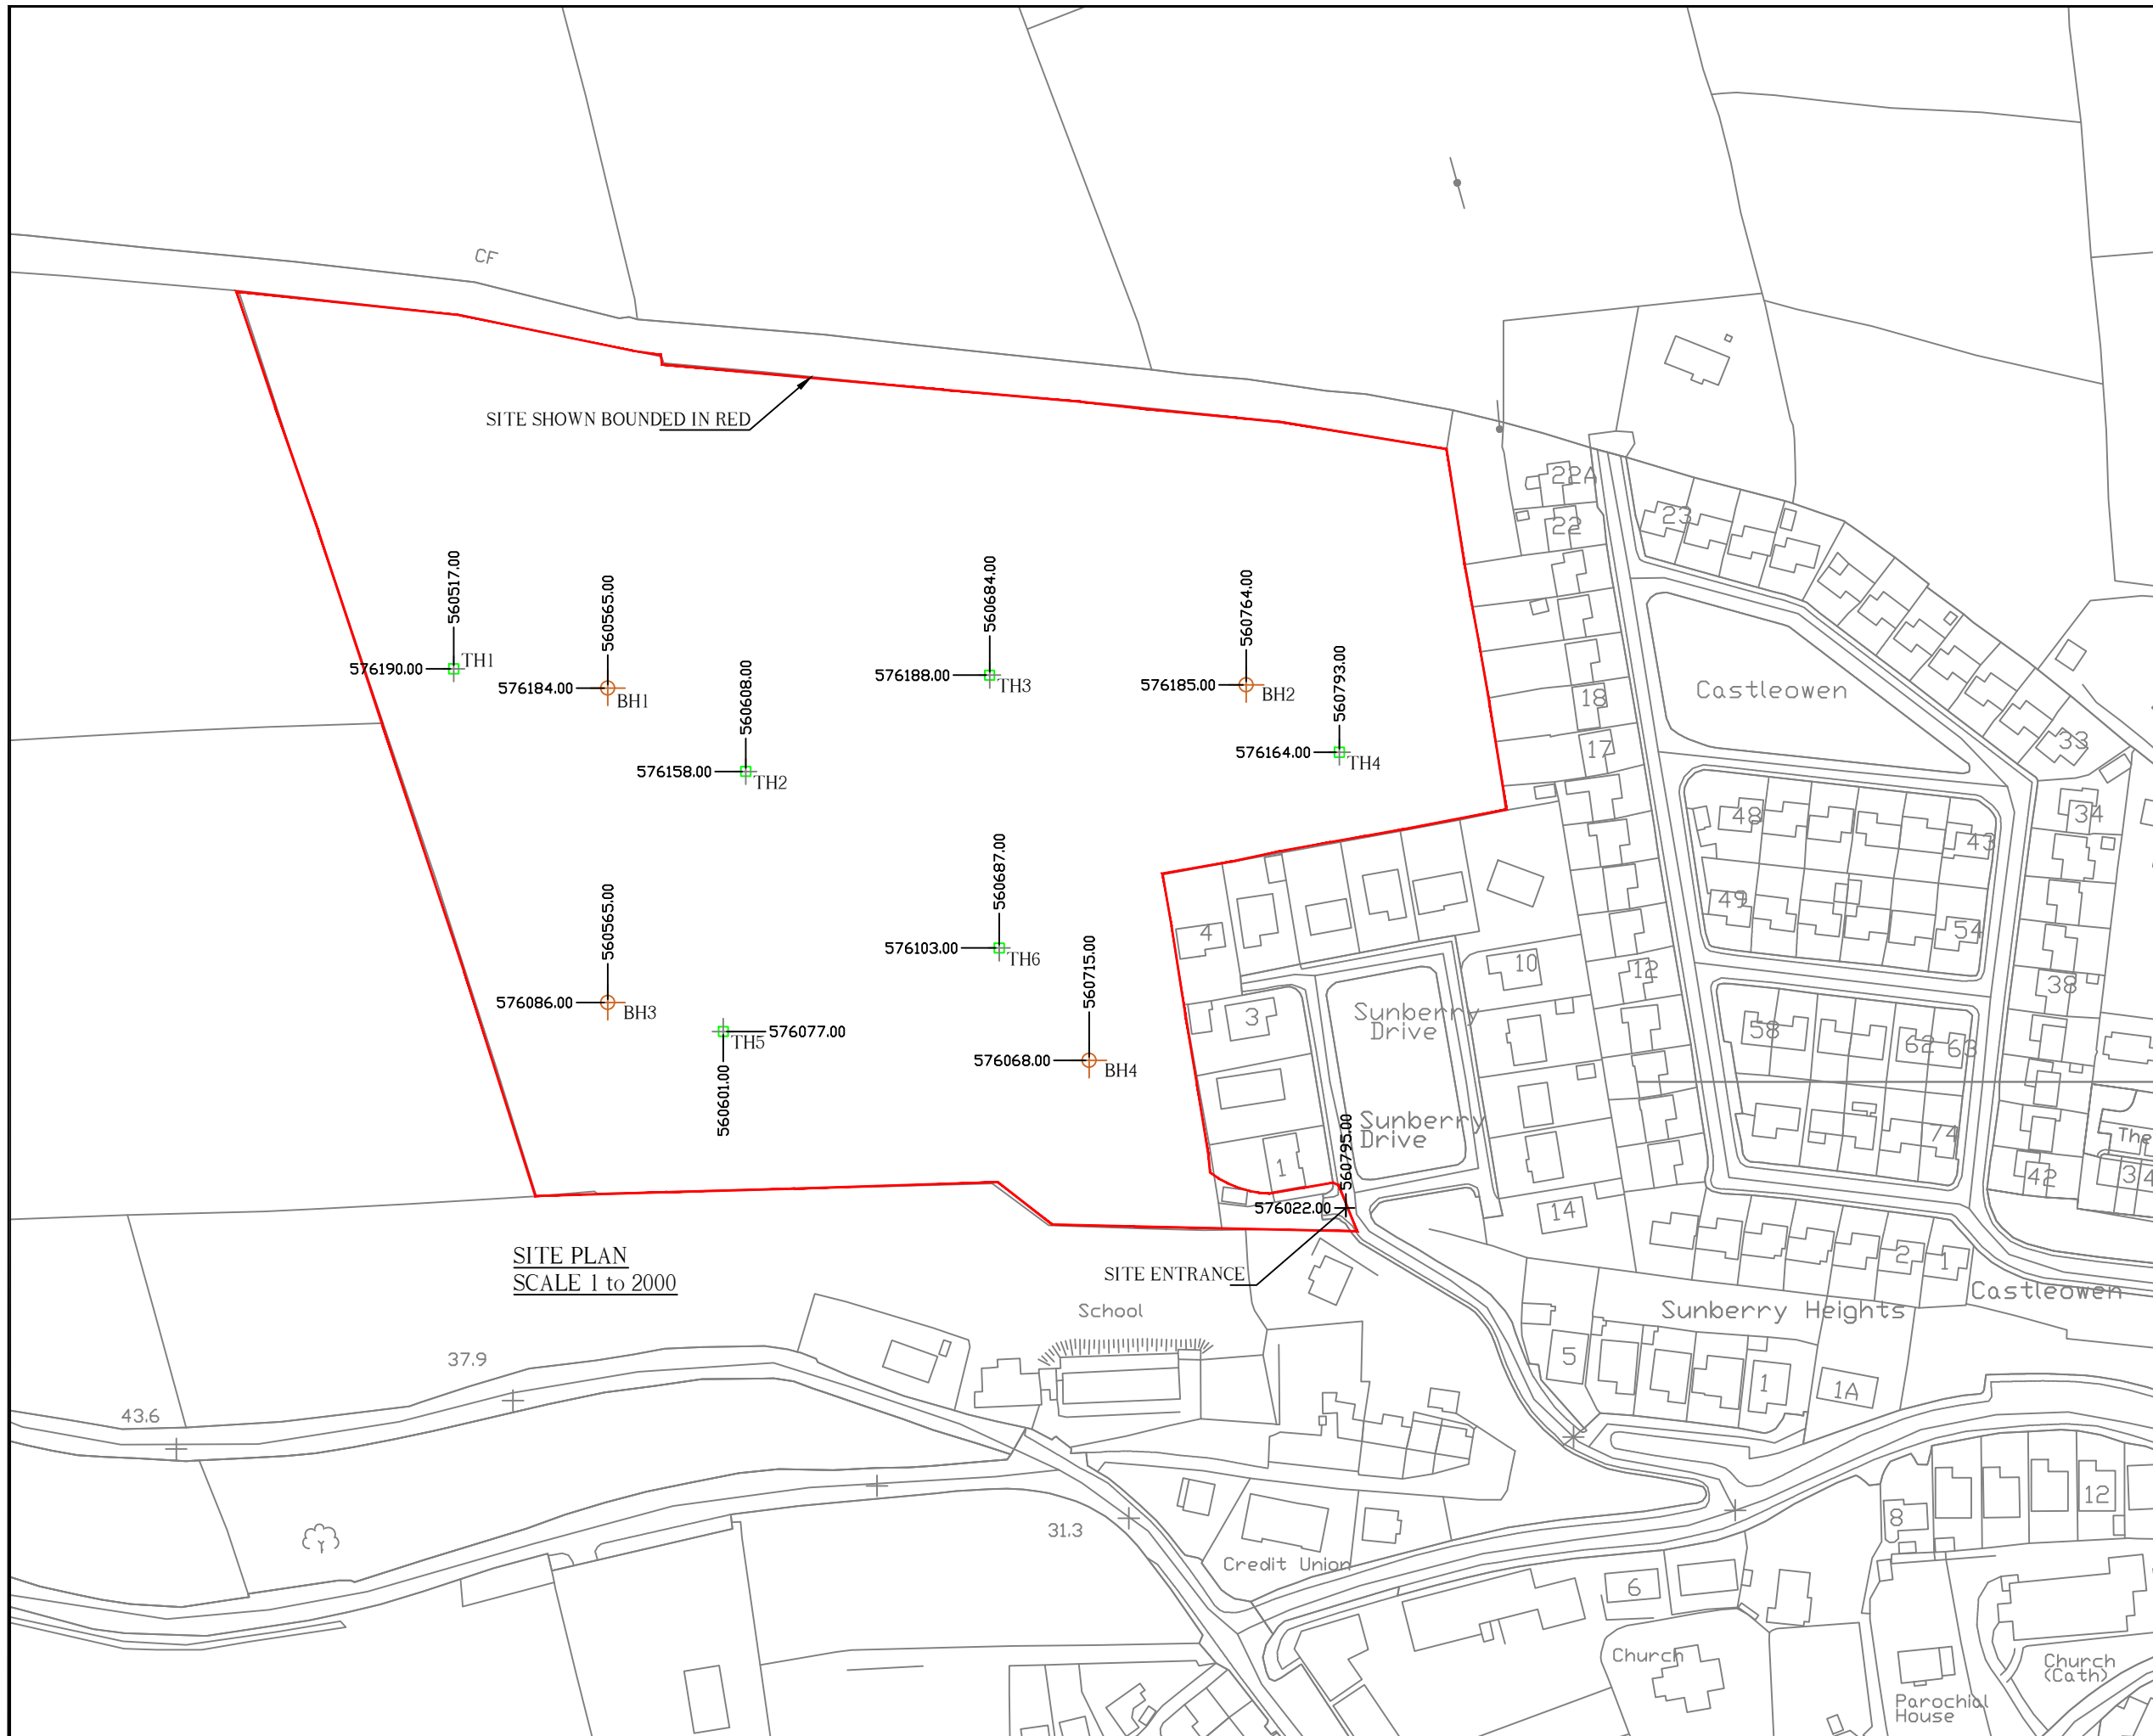 CF
SITE SHOWN BOUNDED IN RED
22A
22
23
560517.00
560565.00
560684.00
560764.00
560793.00
576190.00
TH1
576184.00
BH1
560608.00
576188.00
TH3
576185.00
BH2
18
Castleowen
17
33
576158.00
TH2
576164.00
TH4
48
34
43
560687.00
49
54
4
560565.00
576103.00
TH6
560715.00
10
12
38
576086.00
BH3
3
Sunberry
Drive
58
62
63
TH5
576077.00
576068.00
BH4
560601.00
560795.00
Sunberry
Drive
74
The
1
42
3
4
576022.00
14
SITE PLAN
SCALE 1 to 2000
SITE ENTRANCE
2
1
Castleowen
School
Sunberry Heights
37.9
5
1
1A
43.6
12
8
31.3
Credit Union
6
Church
Church
(Cath)
Parochial
House